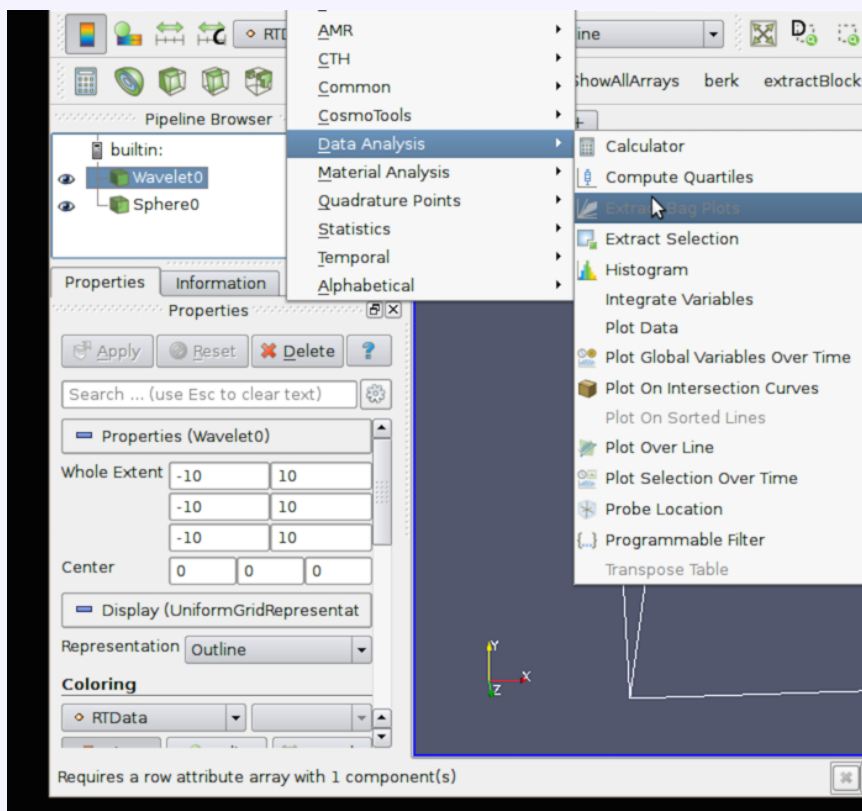 RTD
AMR
CTH
Common
CosmoTools
Data Analysis
Material Analysis
Quadrature Points
Statistics
Temporal
Alphabetical
ine
D
ShowAllArrays berk extractBlock
Pipeline Browser
builtin:
Wavelet0
Sphere0
Calculator
Compute Quartiles
Extract Bag Plots
Extract Selection
Histogram
Integrate Variables
Plot Data
Plot Global Variables Over Time
Plot On Intersection Curves
Plot On Sorted Lines
Plot Over Line
Plot Selection Over Time
Probe Location
{...} Programmable Filter
Transpose Table
Properties Information
Properties
Apply Reset Delete ?
Search ... (use Esc to clear text)
Properties (Wavelet0)
Whole Extent -10 10
-10 10
-10 10
Center 0 0 0
Display (UniformGridRepresentat
Representation Outline
Coloring
RTData
Y
X
Z
Requires a row attribute array with 1 component(s)